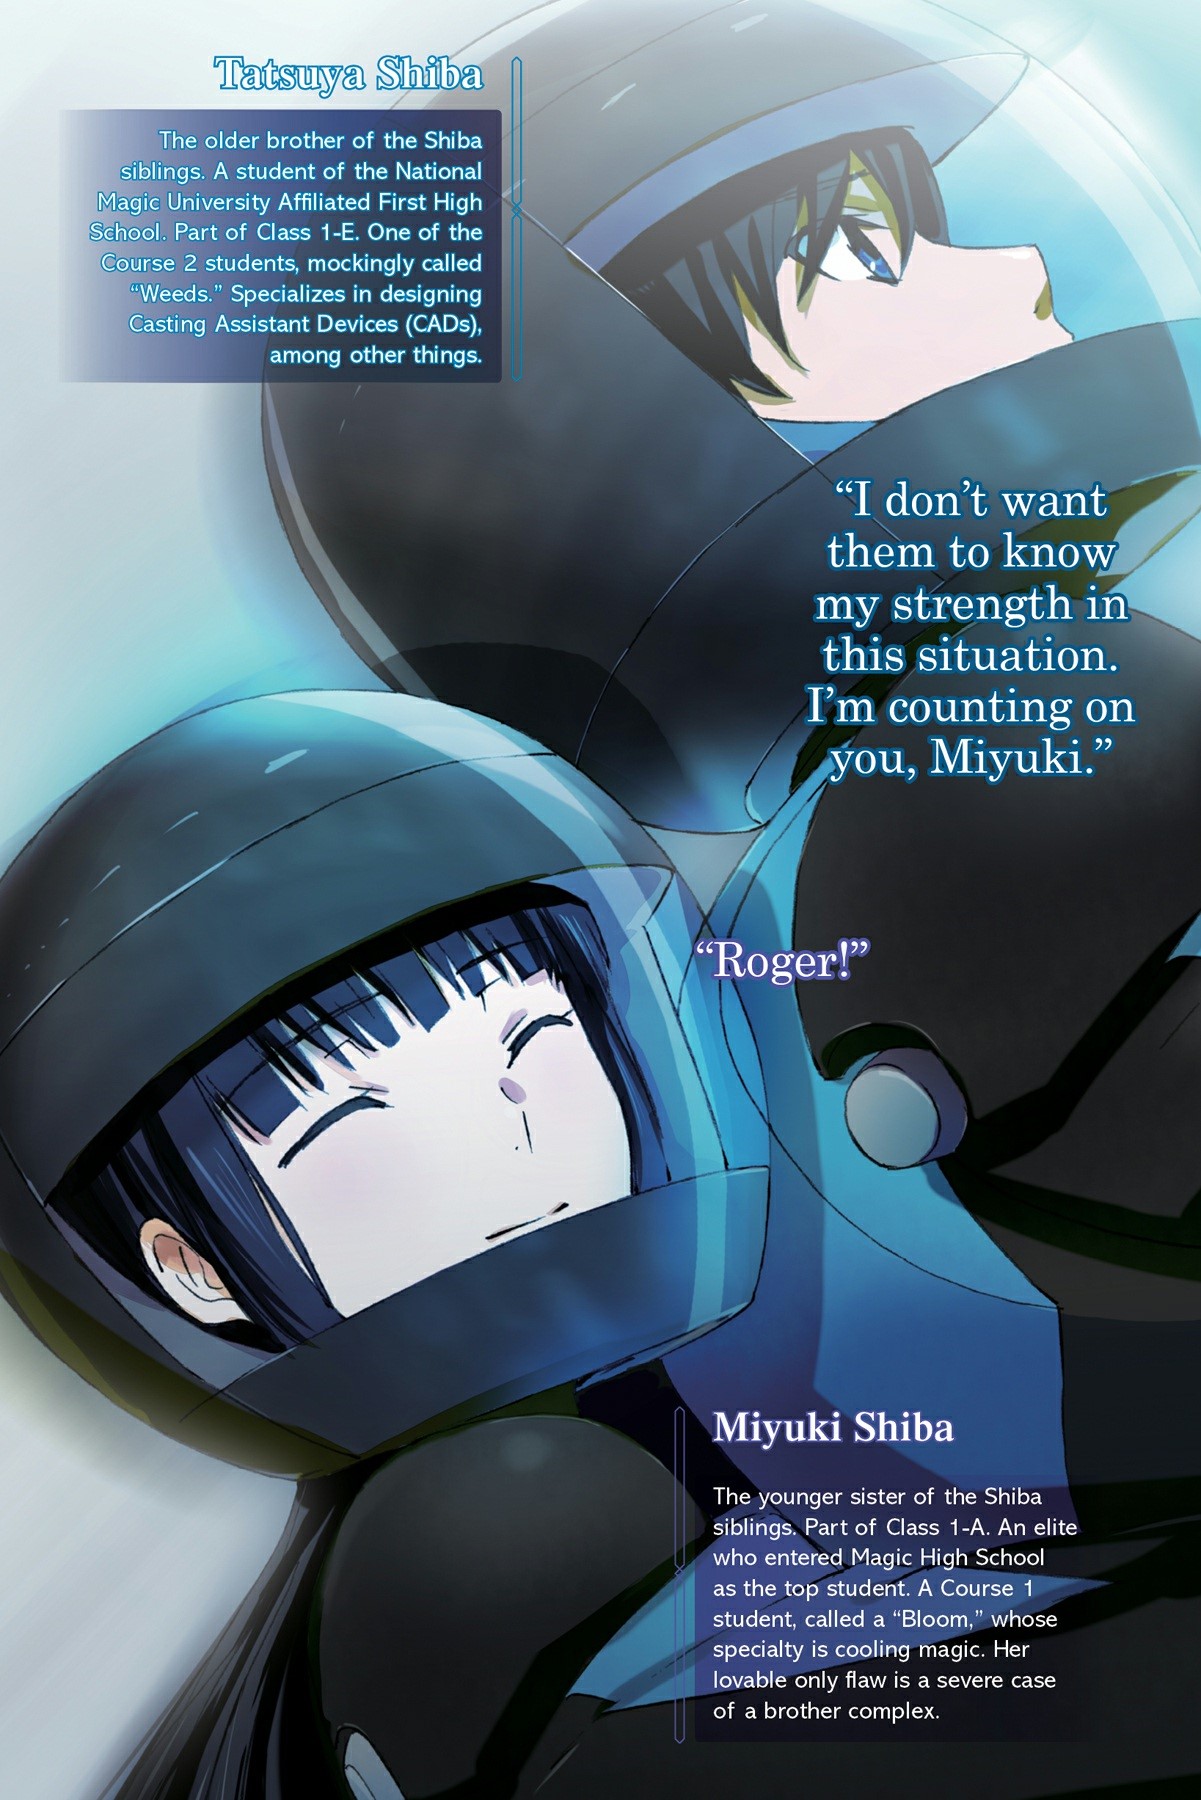 Tatsuya Shiba
The older brother of the Shiba
siblings. A student of the National
Magic University Affiliated First High
School. Part of Class 1-E. One of the
Course 2 students, mockingly called
“Weeds.” Specializes in designing
Casting Assistant Devices (CADs),
among other things.
“I don’t want
them to know
my strength in
this situation.
I’m counting on
you, Miyuki.”
“Roger!”
Miyuki Shiba
The younger sister of the Shiba
siblings. Part of Class 1-A. An elite
who entered Magic High School
as the top student. A Course 1
student, called a “Bloom,” whose
specialty is cooling magic. Her
lovable only flaw is a severe case
of a brother complex.